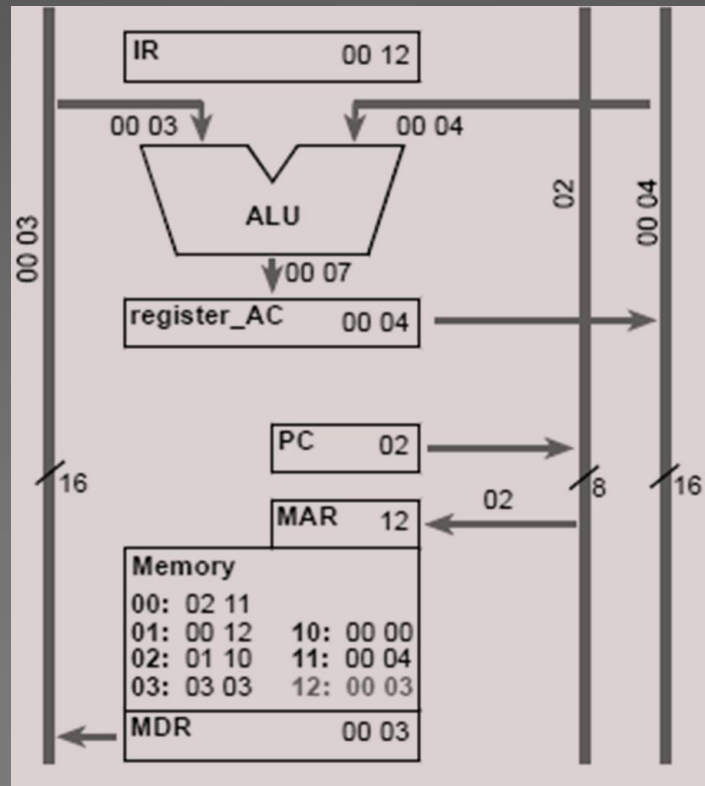 IR 00 12
00 03 00 04
ALU
00 03
02
00 04
00 07
register_AC 00 04
PC 02
16
8
16
02
MAR 12
Memory
00: 02 11
01: 00 12 10: 00 00
02: 01 10 11: 00 04
03: 03 03 12: 00 03
MDR 00 03